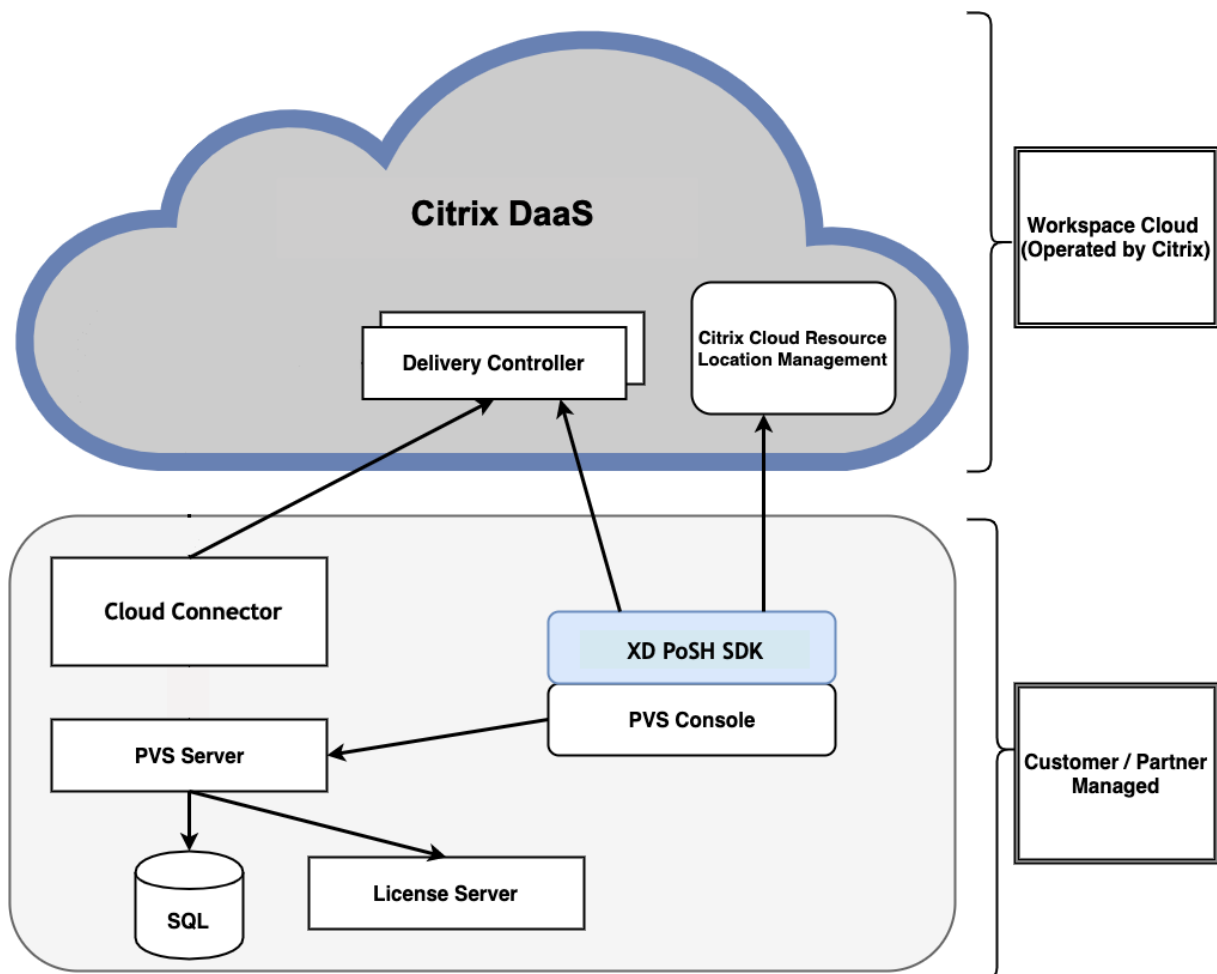 Citrix DaaS
Delivery Controller
Citrix Cloud Resource
Location Management
Workspace Cloud
(Operated by Citrix)
Cloud Connector
XD PoSH SDK
PVS Console
PVS Server
SQL
License Server
Customer / Partner
Managed